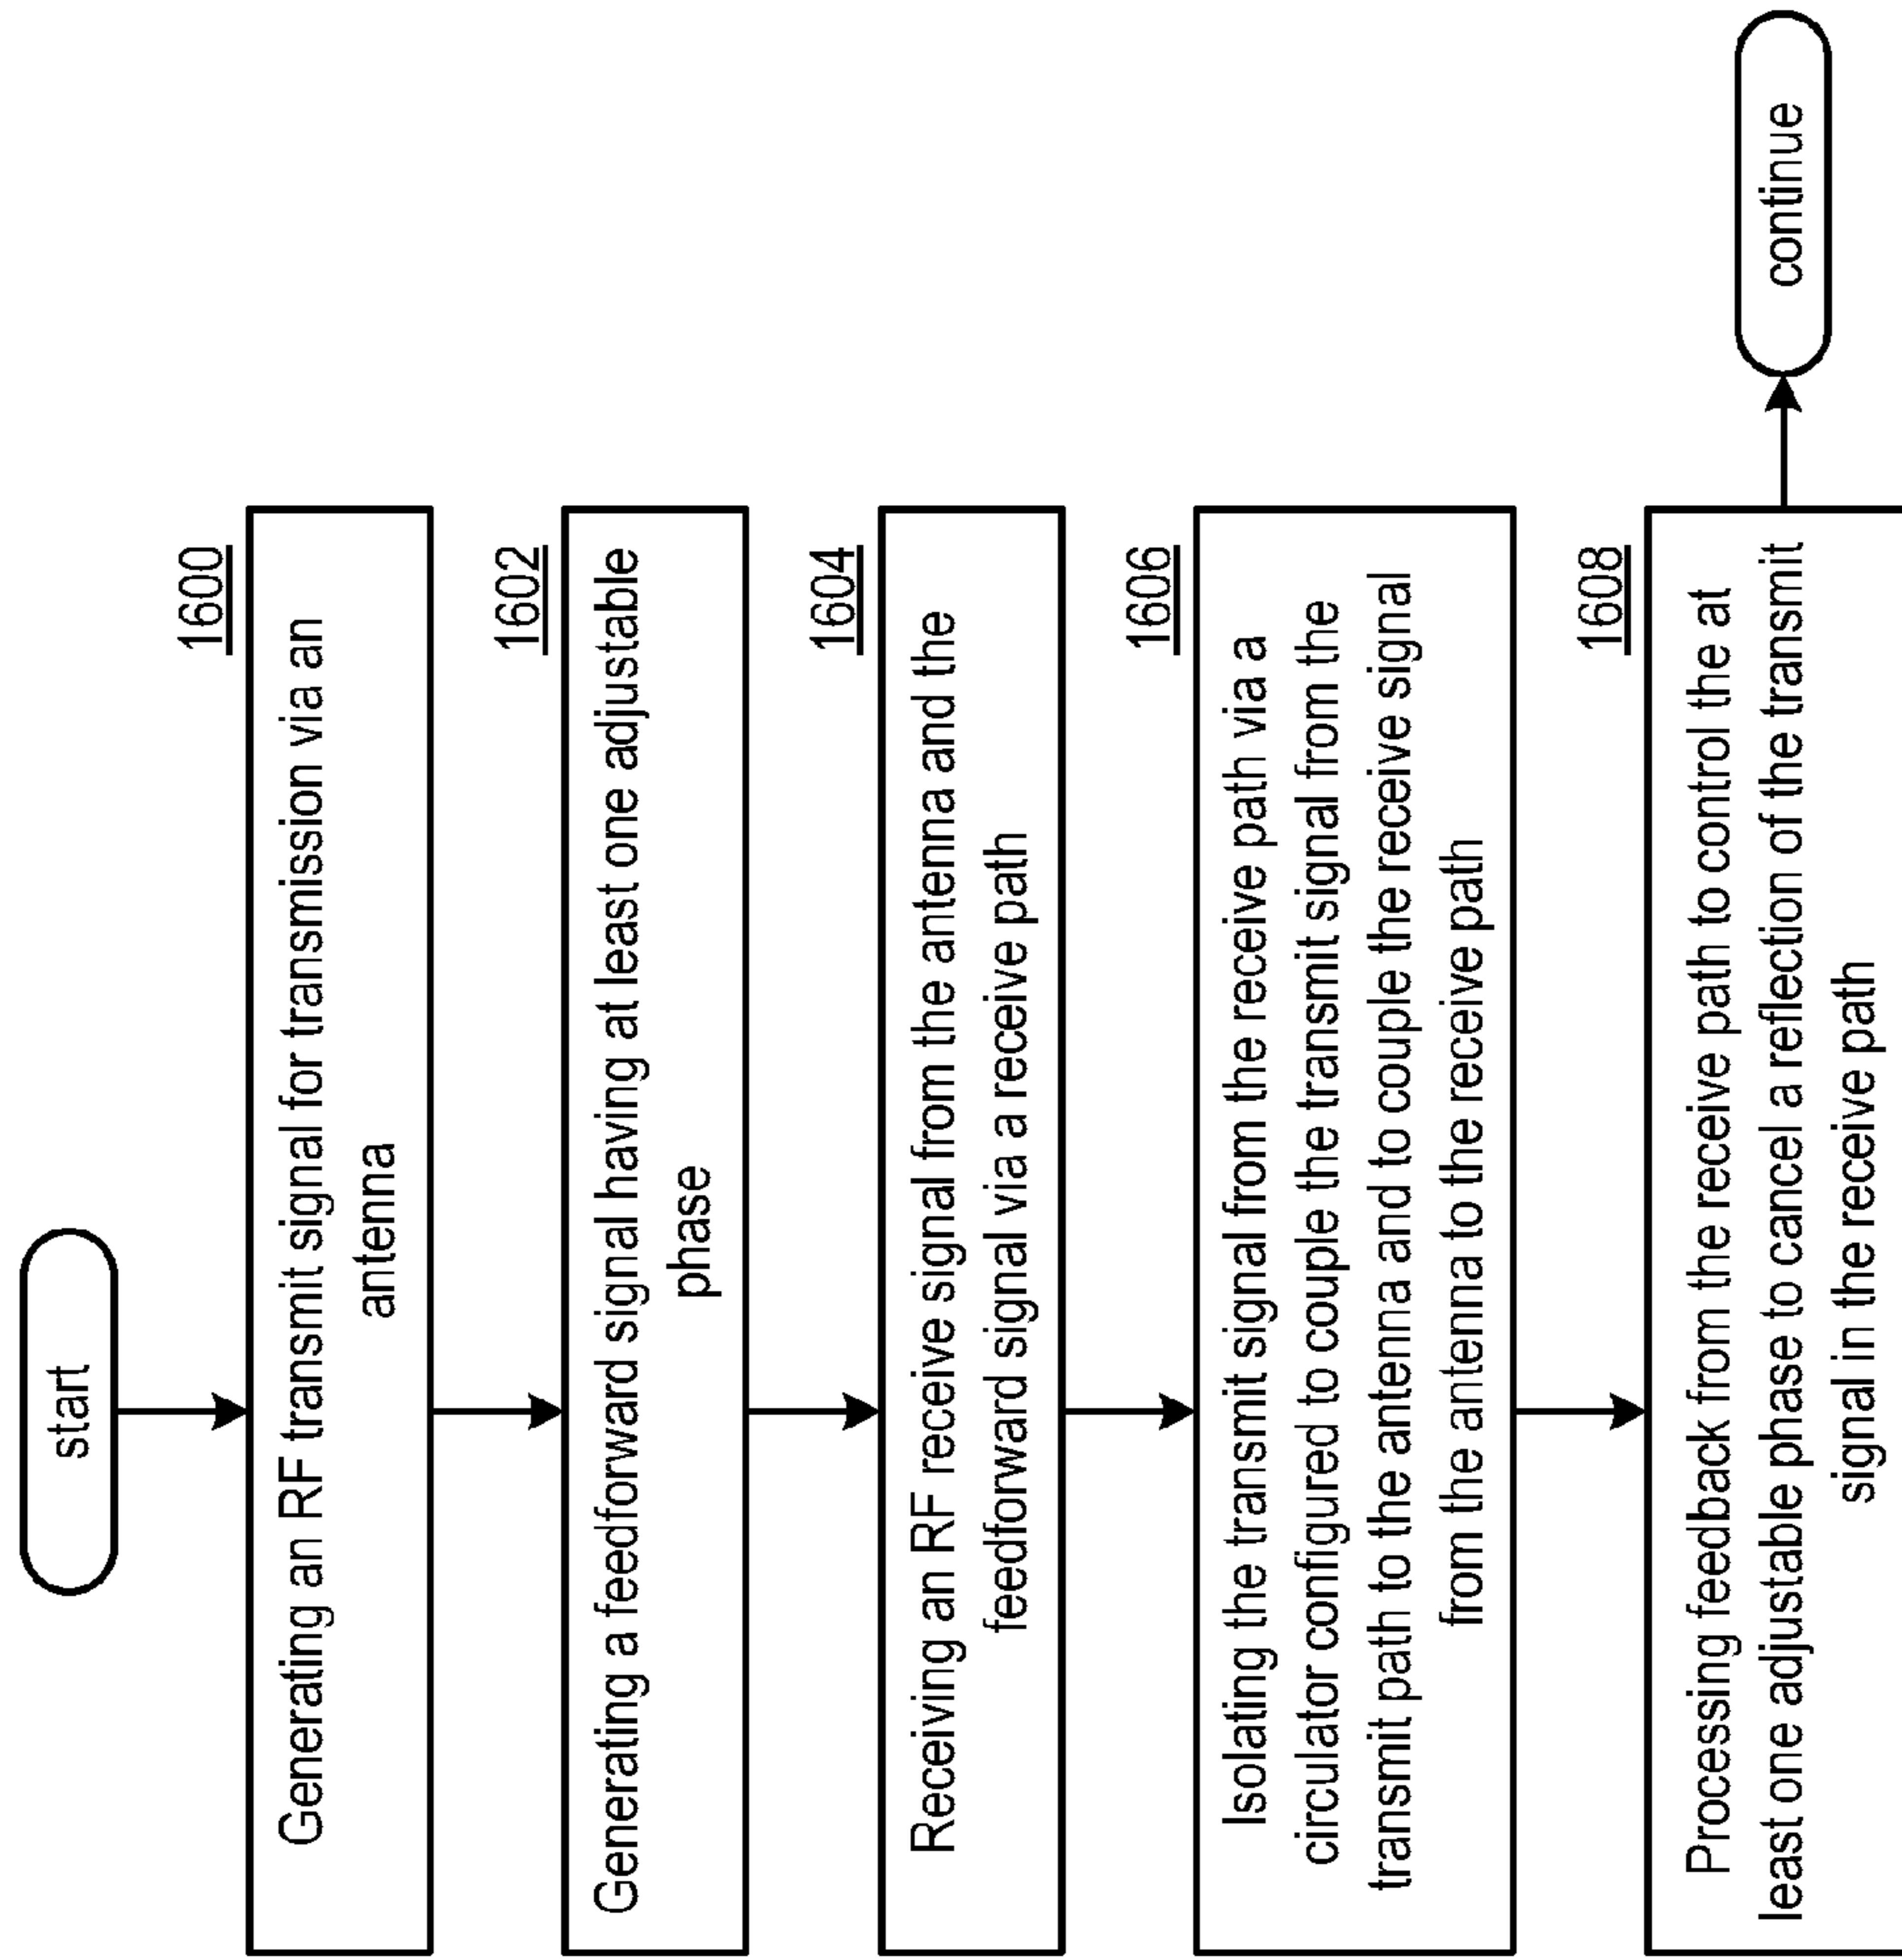 start
1600
Generating an RF transmit signal for transmission via an
antenna
1602
Generating a feedforward signal having at least one adjustable
phase
1604
Receiving an RF receive signal from the antenna and the
feedforward signal via a receive path
1606
Isolating the transmit signal from the receive path via a
circulator configured to couple the transmit signal from the
transmit path to the antenna and to couple the receive signal
from the antenna to the receive path
1608
Processing feedback from the receive path to control the at
least one adjustable phase to cancel a reflection of the transmit
signal in the receive path
continue